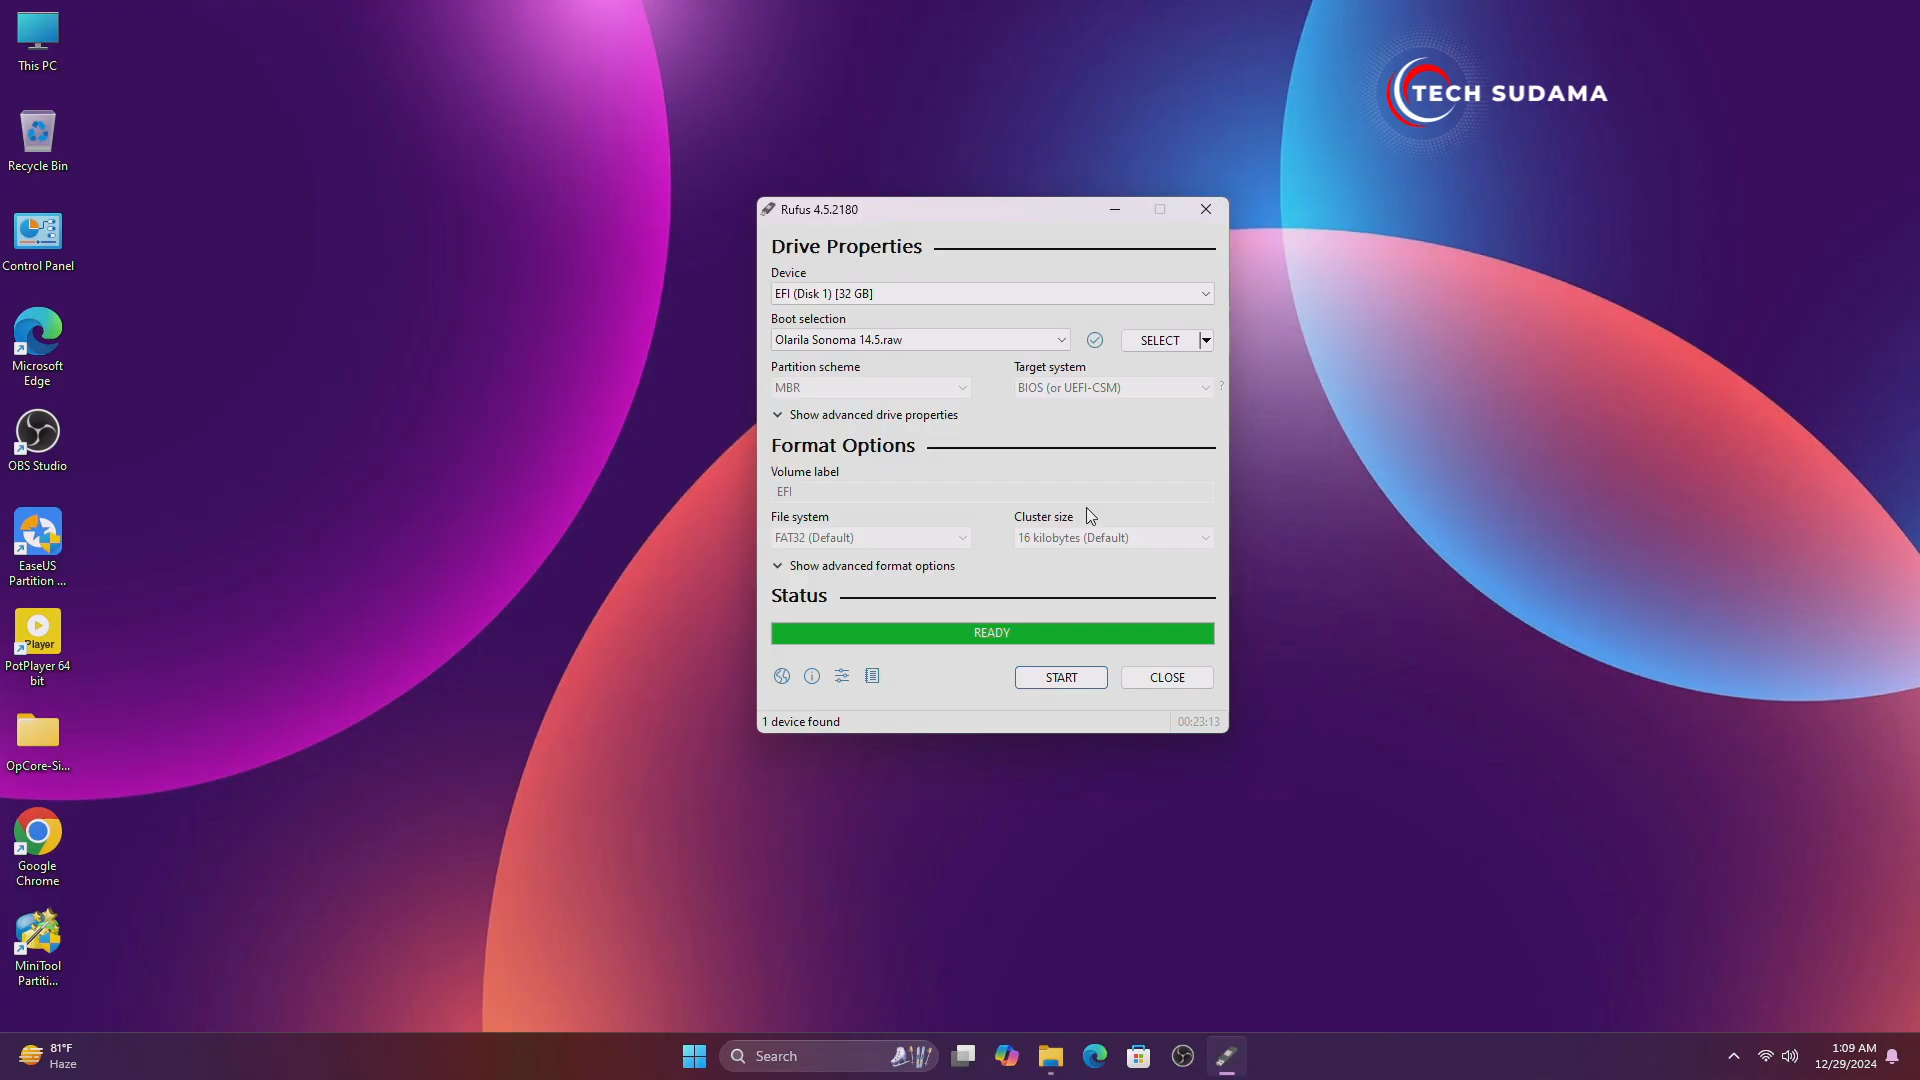 This PC
Recycle Bin
Control Panel
Microsoft
Edge
OBS Studio
EaseUS
Partition ...
Player
PotPlayer 64
bit
OpCore-Si...
Google
Chrome
MiniTool
Partiti...
TECH SUDAMA
Rufus 4.5.2180
Drive Properties
Device
EFI (Disk 1) [32 GB]
Boot selection
Olarila Sonoma 14.5.raw
SELECT
Partition scheme
Target system
MBR
BIOS (or UEFI-CSM)
?
Show advanced drive properties
Format Options
Volume label
EFI
File system
Cluster size
FAT32 (Default)
16 kilobytes (Default)
Show advanced format options
Status
READY
START
CLOSE
1 device found
00:23:13
81°F
Haze
Search
1:09 AM
12/29/2024